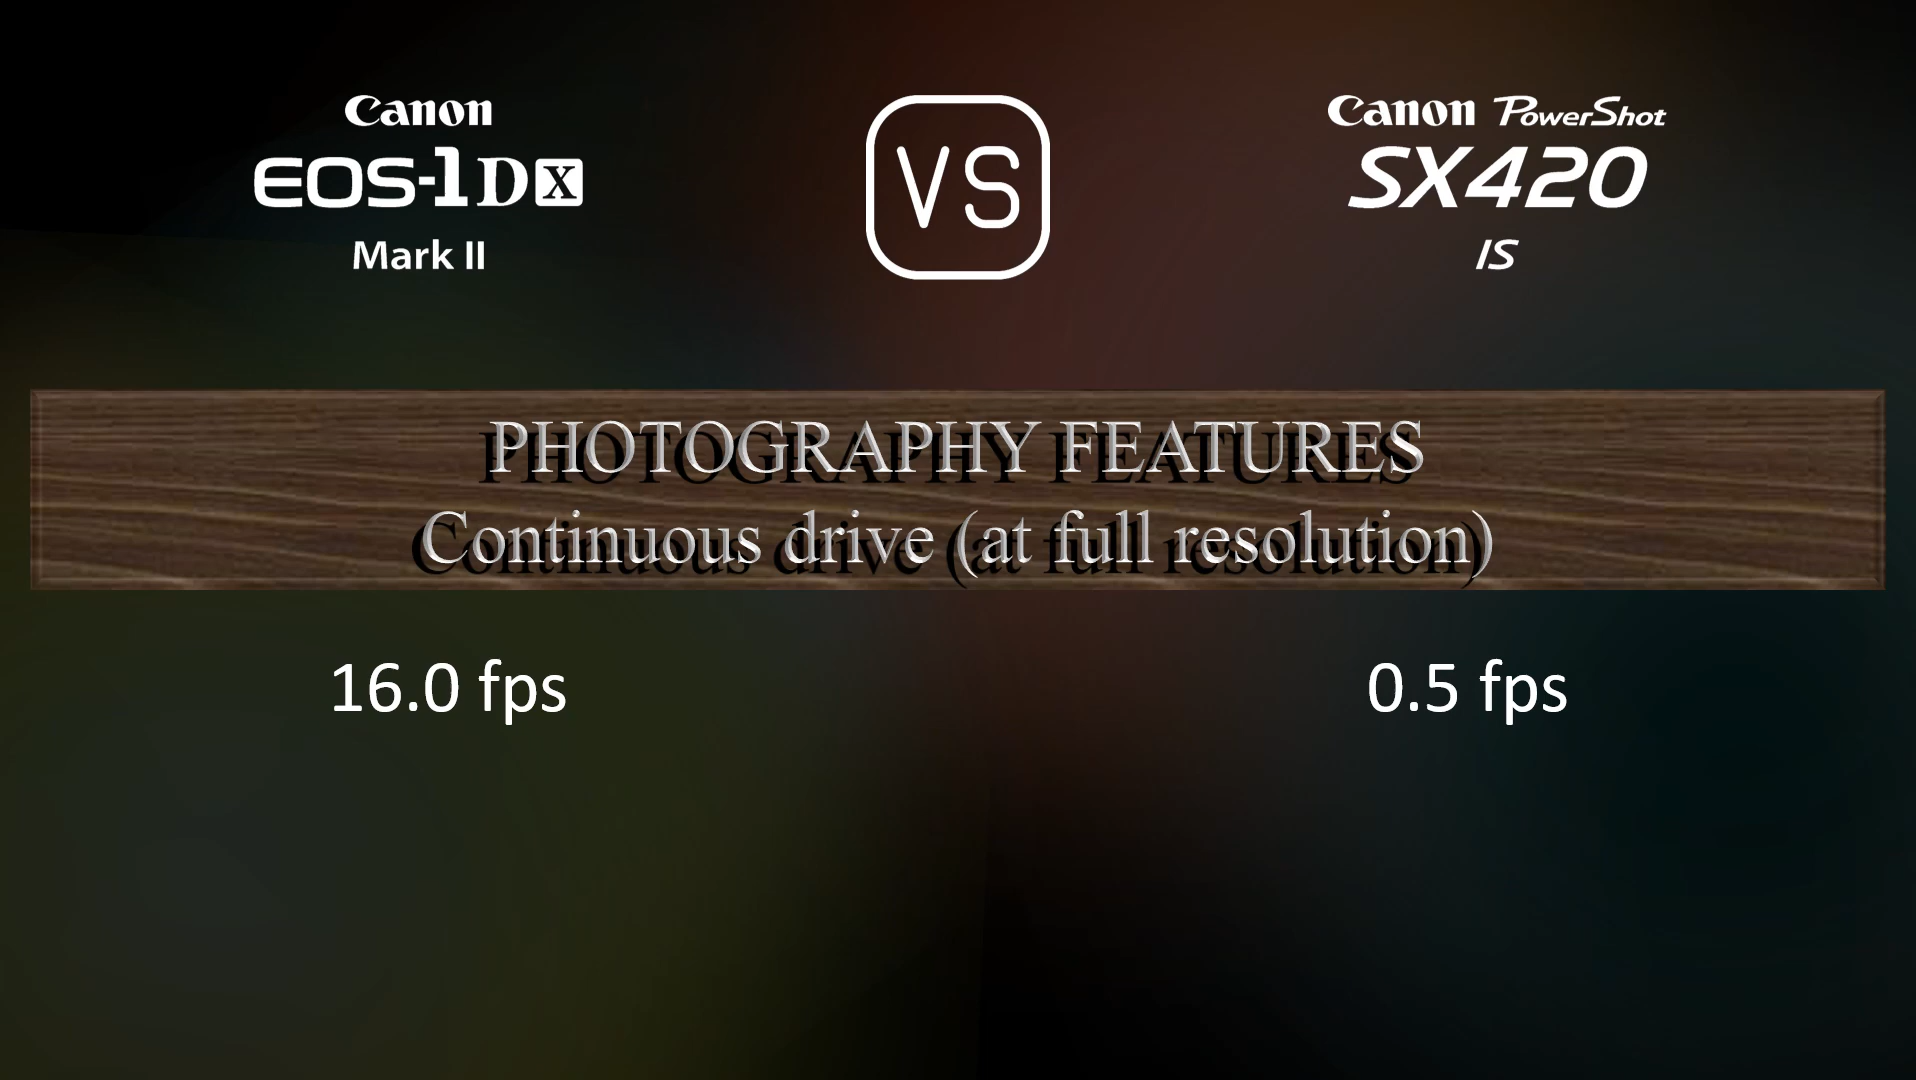 Canon
EOS-1 D X
Mark II
VS
Canon PowerShot
SX420
IS
PHOTOGRAPHY FEATURES
Continuous drive (at full resolution)
16.0 fps
0.5 fps